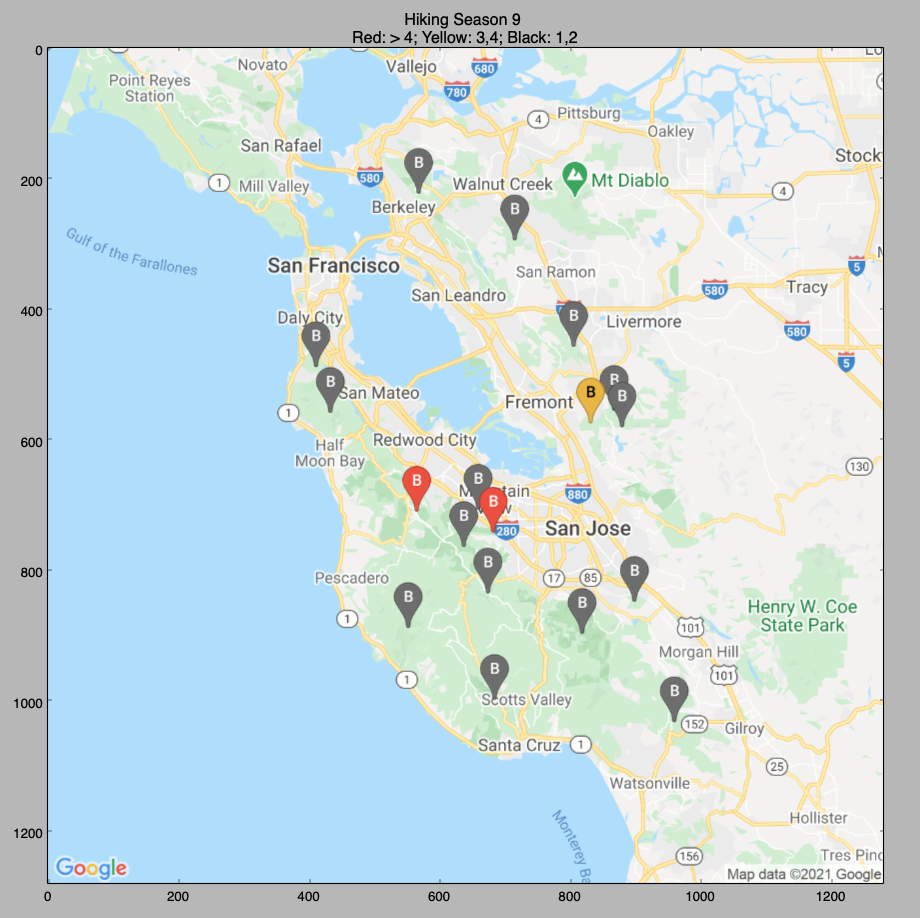 Hiking Season 9
Red: > 4; Yellow: 3,4; Black: 1,2
0
Novato
Vallejo
680
Point Reyes
Station
780
4
Pittsburg
Oakley
San Rafael
Stock
580
1
Mill Valley
B
Walnut Creek
Mt Diablo
4
200
Berkeley
B
Gulf of the Farallones
San Francisco
San Ramon
5
580
Tracy
San Leandro
400
Daly City
B
Livermore
580
B
5
B
San Mateo
B
B
B
Fremont
1
Redwood City
600
Half
Moon Bay
130
B
B
880
B
B
280
San Jose
B
Pescadero
17
85
B
800
B
B
1
Henry W. Coe
State Park
101
Morgan Hill
B
101
1
B
1000
Scotts Valley
152
Gilroy
Santa Cruz
1
25
Watsonville
Hollister
1200
Monterey Ba
156
Tres Pinc
Google
Map data ©2021 Google
0
200
400
600
800
1000
1200